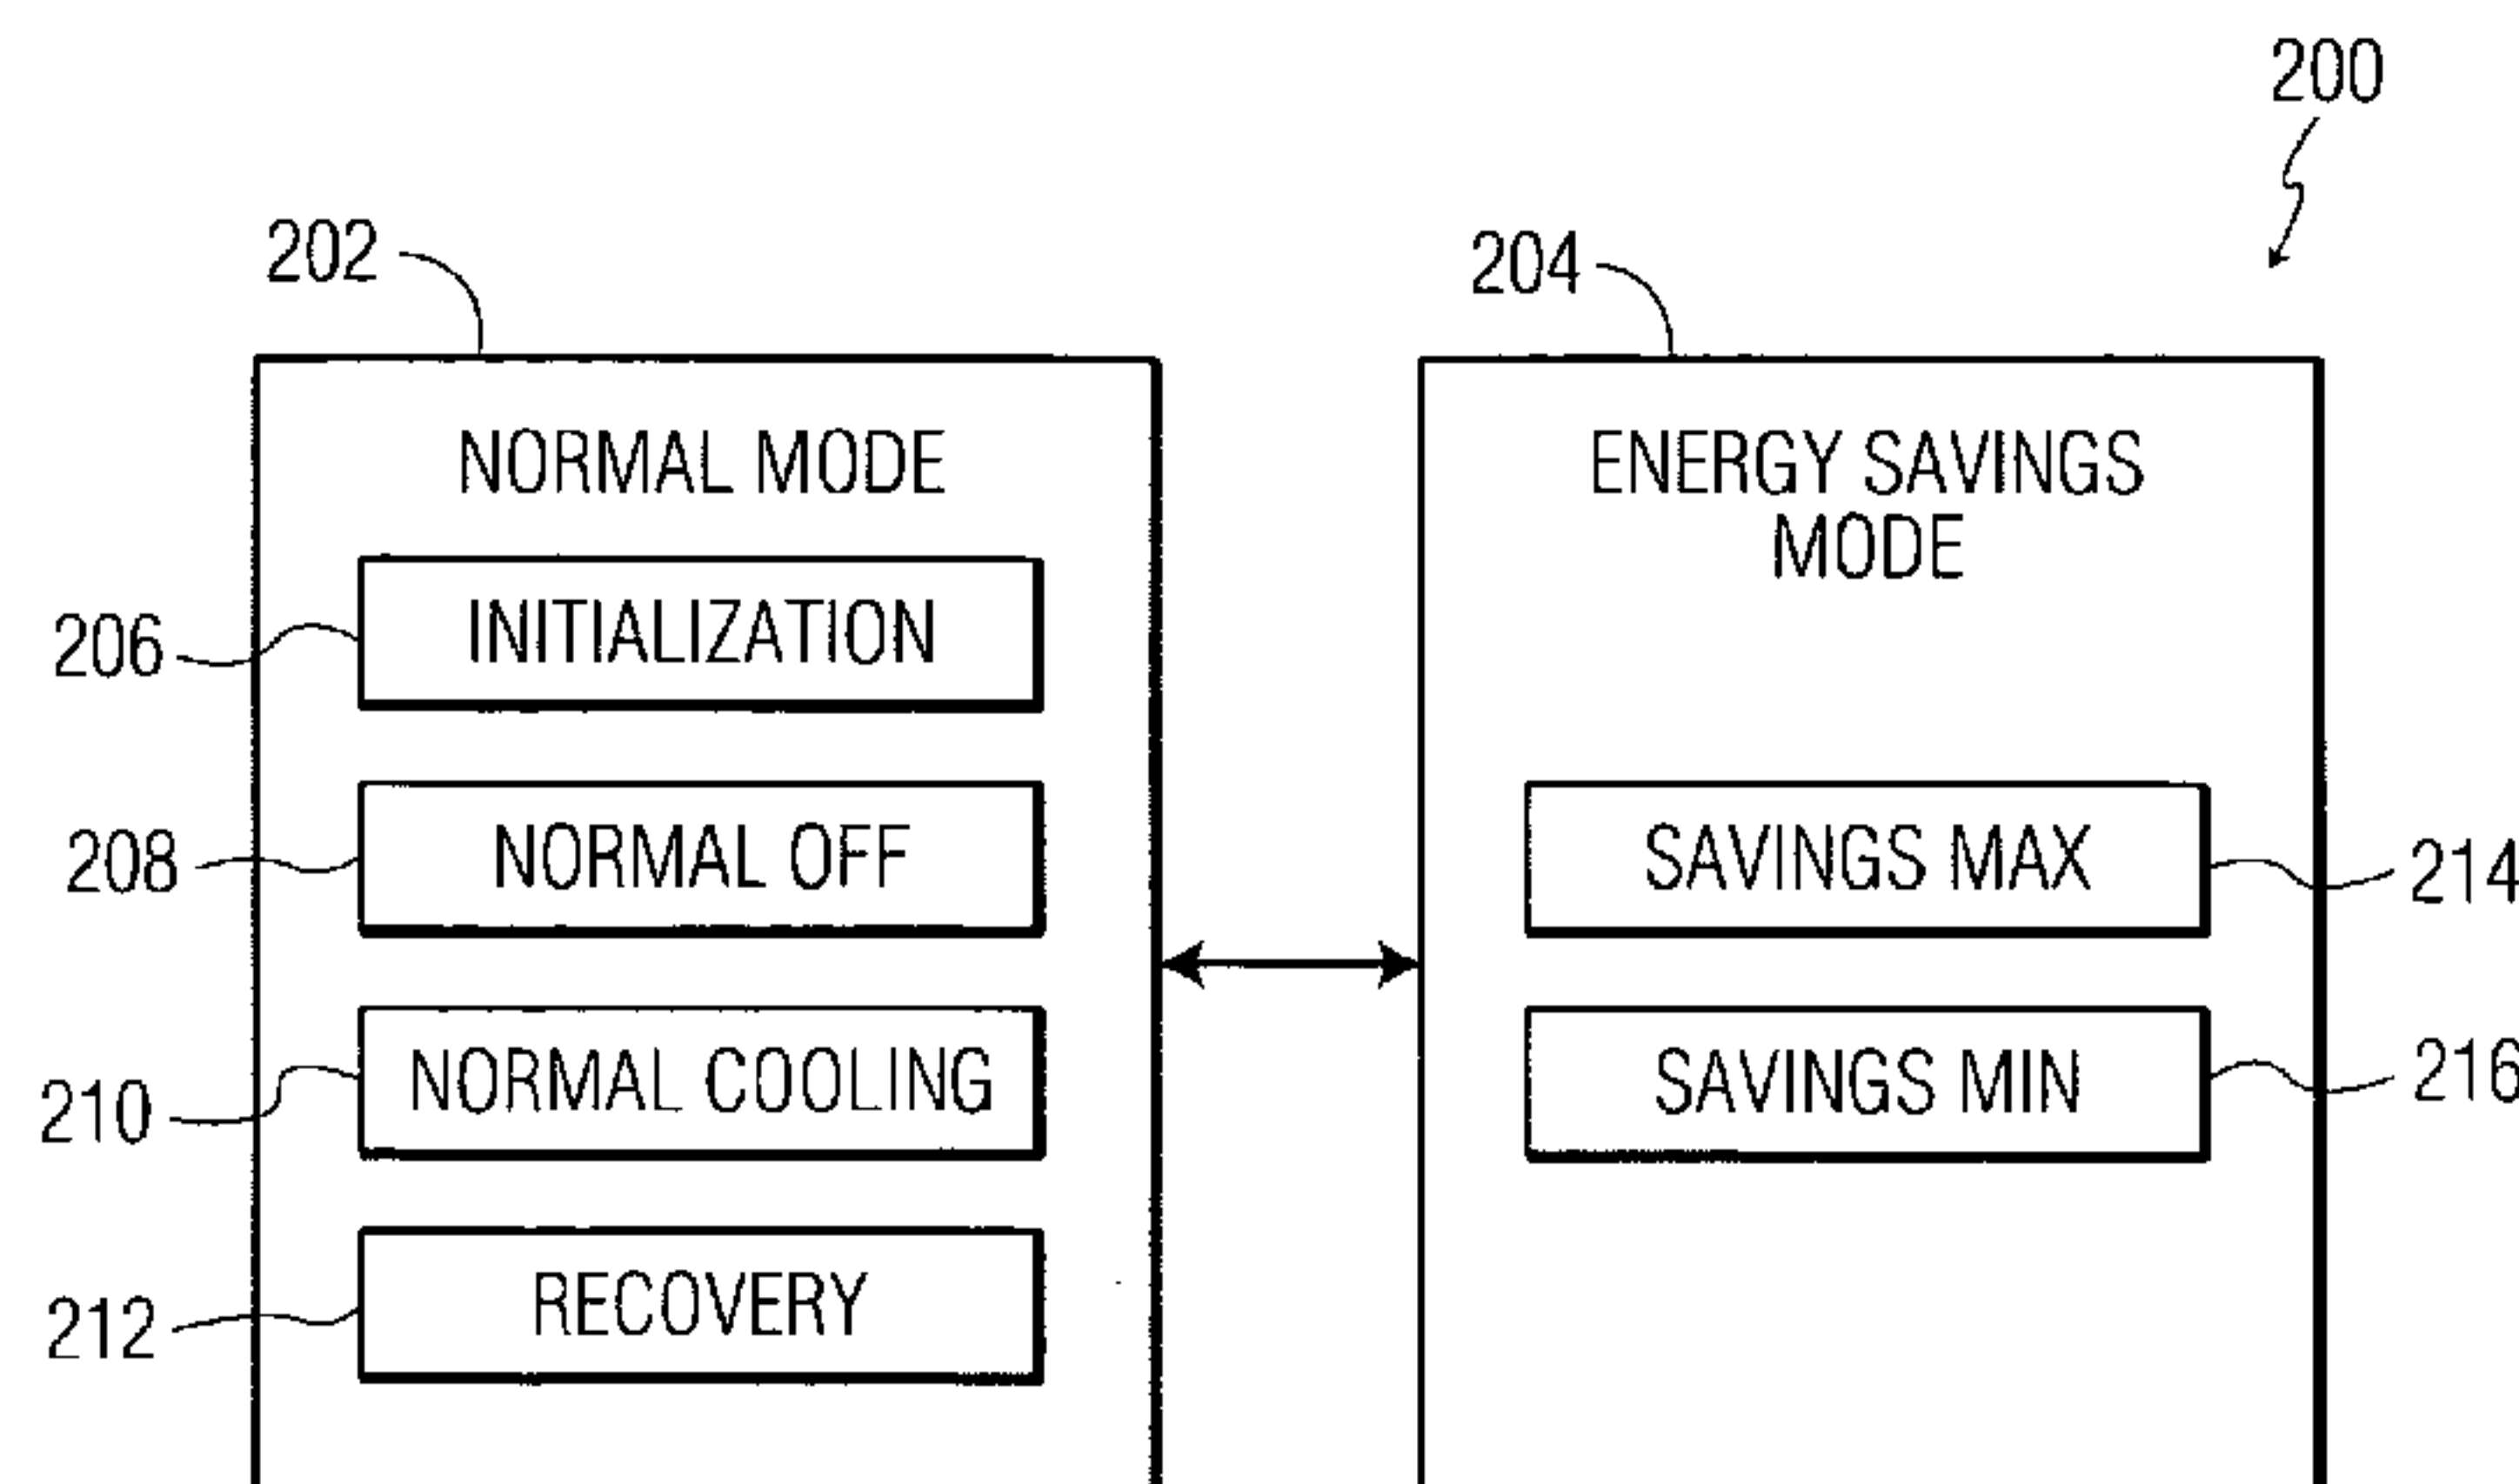 200
202
204
NORMAL MODE
206
INITIALIZATION
208
NORMAL OFF
210
NORMAL COOLING
212
RECOVERY
ENERGY SAVINGS
MODE
SAVINGS MAX
214
SAVINGS MIN
216